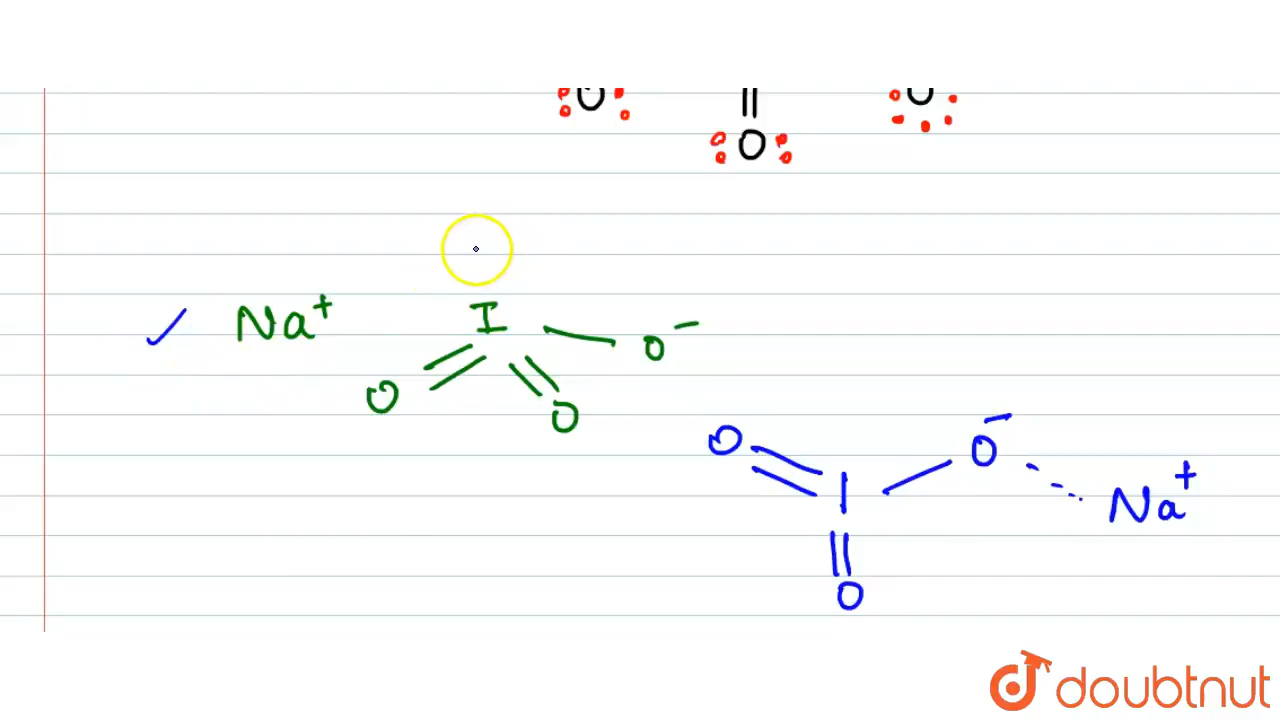 O || O
O
Na⁺ I O⁻
O O
O I O⁻ Na⁺
O
doubtnut